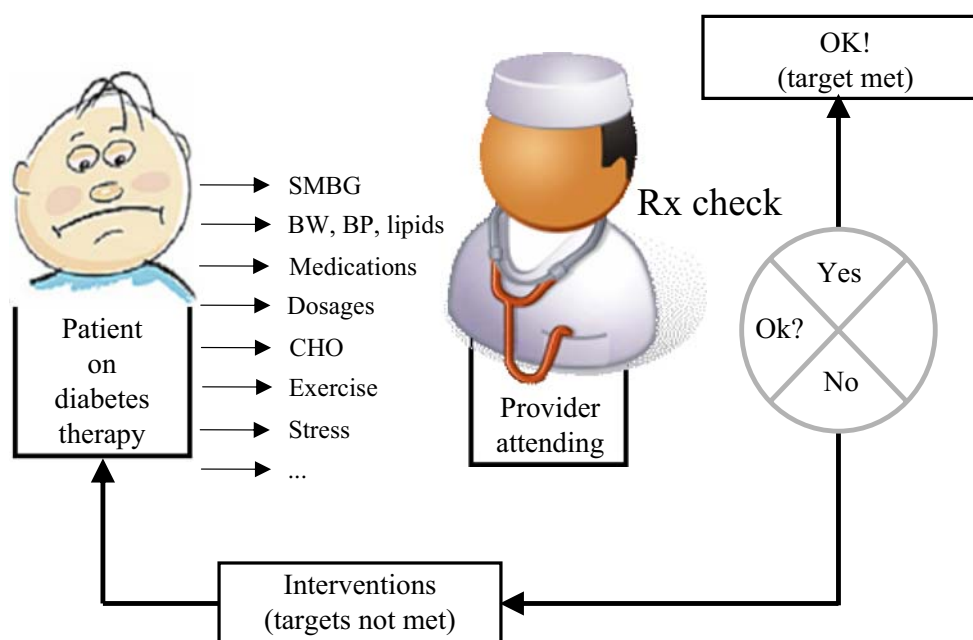 OK!
(target met)
SMBG
BW, BP, lipids
Medications
Dosages
CHO
Exercise
Stress
...
Rx check
Yes
Ok?
No
Patient
on
diabetes
therapy
Provider
attending
Interventions
(targets not met)